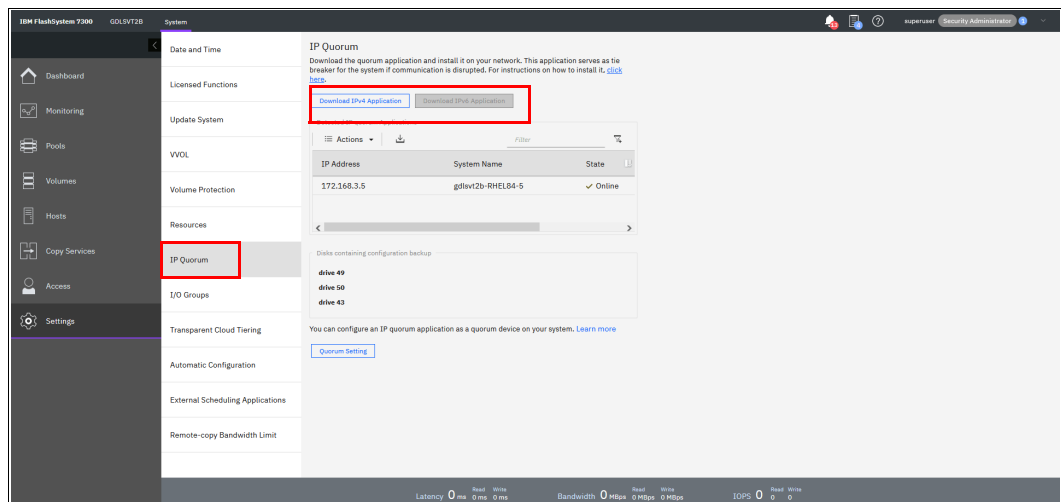 IBM FlashSystem 7300 GDLSVT2B System
13 4 superuser Security Administrator 1
Dashboard
Monitoring
Pools
Volumes
Hosts
Copy Services
Access
Settings
Date and Time
Licensed Functions
Update System
VVOL
Volume Protection
Resources
IP Quorum
I/O Groups
Transparent Cloud Tiering
Automatic Configuration
External Scheduling Applications
Remote-copy Bandwidth Limit
IP Quorum
Download the quorum application and install it on your network. This application serves as tie
breaker for the system if communication is disrupted. For instructions on how to install it, click
here.
Download IPv4 Application Download IPv6 Application
Detected IP quorum Applications
Actions Filter
IP Address System Name State
172.168.3.5 gdlsvt2b-RHEL84-5 Online
Disks containing configuration backup
drive 49
drive 50
drive 43
You can configure an IP quorum application as a quorum device on your system. Learn more
Quorum Setting
Read Write Read Write Read Write
Latency 0 ms 0 ms 0 ms Bandwidth 0 MBps 0 MBps 0 MBps IOPS 0 0 0